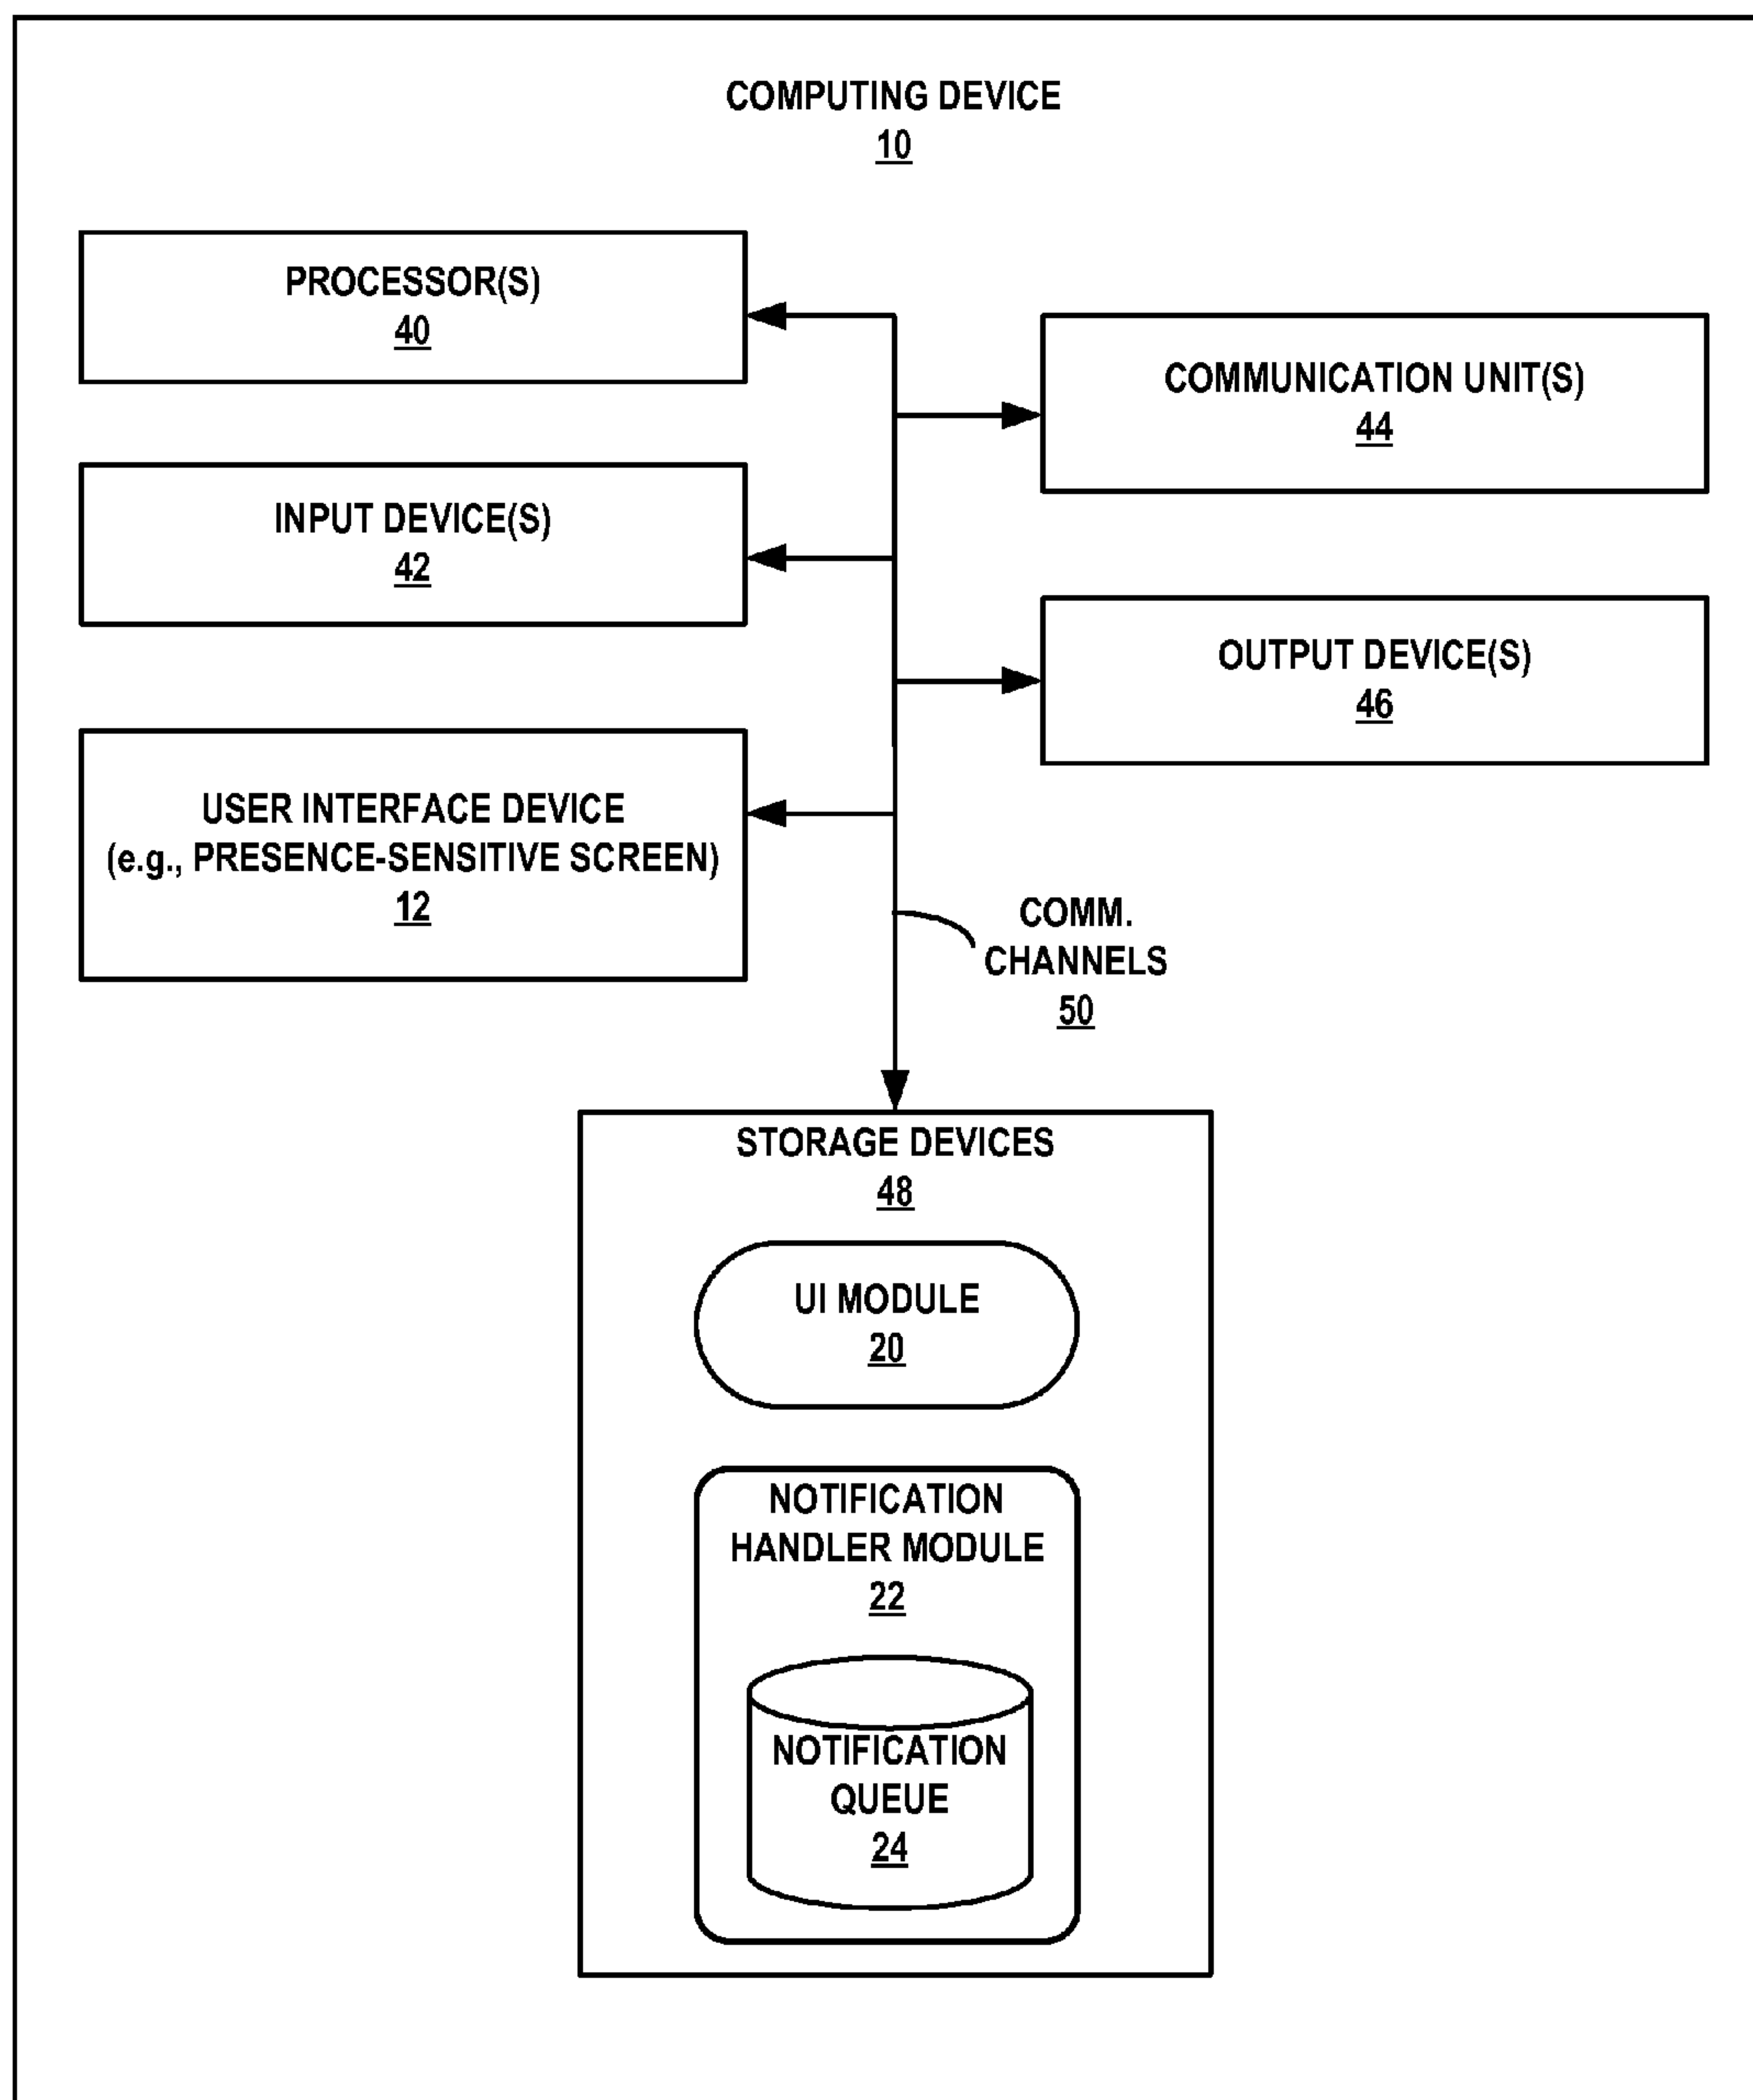 COMPUTING DEVICE
10
PROCESSOR(S)
40
COMMUNICATION UNIT(S)
44
INPUT DEVICE(S)
42
OUTPUT DEVICE(S)
46
USER INTERFACE DEVICE
(e.g., PRESENCE-SENSITIVE SCREEN)
12
COMM.
CHANNELS
50
STORAGE DEVICES
48
UI MODULE
20
NOTIFICATION
HANDLER MODULE
22
NOTIFICATION
QUEUE
24